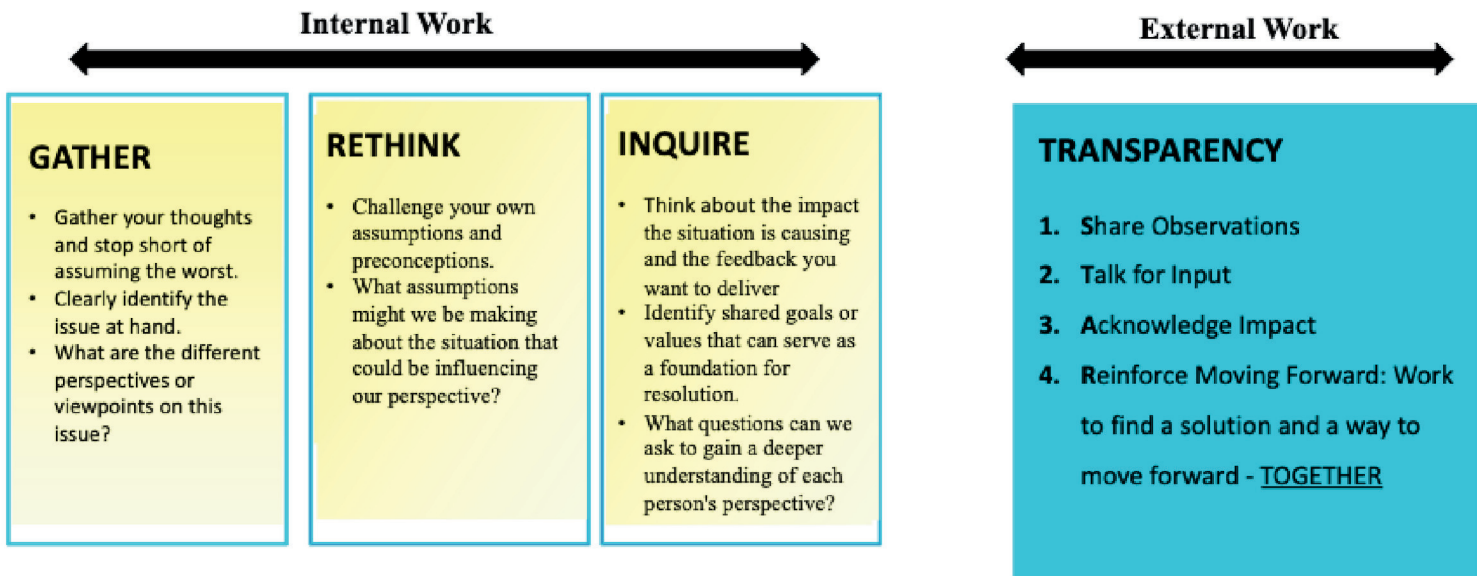 Internal Work
GATHER
• Gather your thoughts
and stop short of
assuming the worst.
• Clearly identify the
issue at hand.
• What are the different
perspectives or
viewpoints on this
issue?
RETHINK
• Challenge your own
assumptions and
preconceptions.
• What assumptions
might we be making
about the situation that
could be influencing
our perspective?
INQUIRE
• Think about the impact
the situation is causing
and the feedback you
want to deliver
• Identify shared goals or
values that can serve as
a foundation for
resolution.
• What questions can we
ask to gain a deeper
understanding of each
person's perspective?
External Work
TRANSPARENCY
1. Share Observations
2. Talk for Input
3. Acknowledge Impact
4. Reinforce Moving Forward: Work
to find a solution and a way to
move forward - TOGETHER